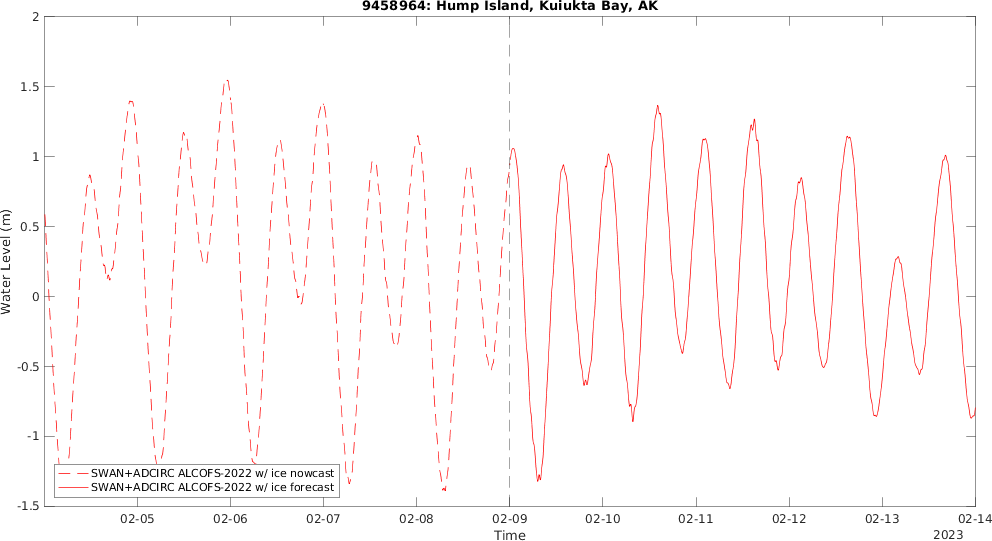 9458964: Hump Island, Kuiukta Bay, AK
2
1.5
1
0.5
0
-0.5
-1
-1.5
Water Level (m)
SWAN+ADCIRC ALCOFS-2022 w/ ice nowcast
SWAN+ADCIRC ALCOFS-2022 w/ ice forecast
02-05 02-06 02-07 02-08 02-09 02-10 02-11 02-12 02-13 02-14
Time
2023